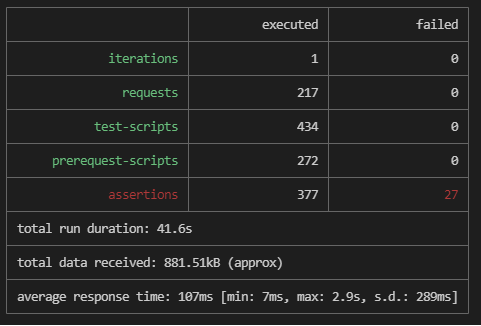 executed failed
iterations 1 0
requests 217 0
test-scripts 434 0
prerequest-scripts 272 0
assertions 377 27
total run duration: 41.6s
total data received: 881.51kB (approx)
average response time: 107ms [min: 7ms, max: 2.9s, s.d.: 289ms]